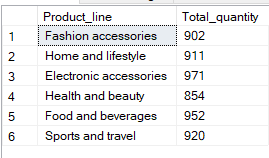 Product_line Total_quantity
1 Fashion accessories 902
2 Home and lifestyle 911
3 Electronic accessories 971
4 Health and beauty 854
5 Food and beverages 952
6 Sports and travel 920